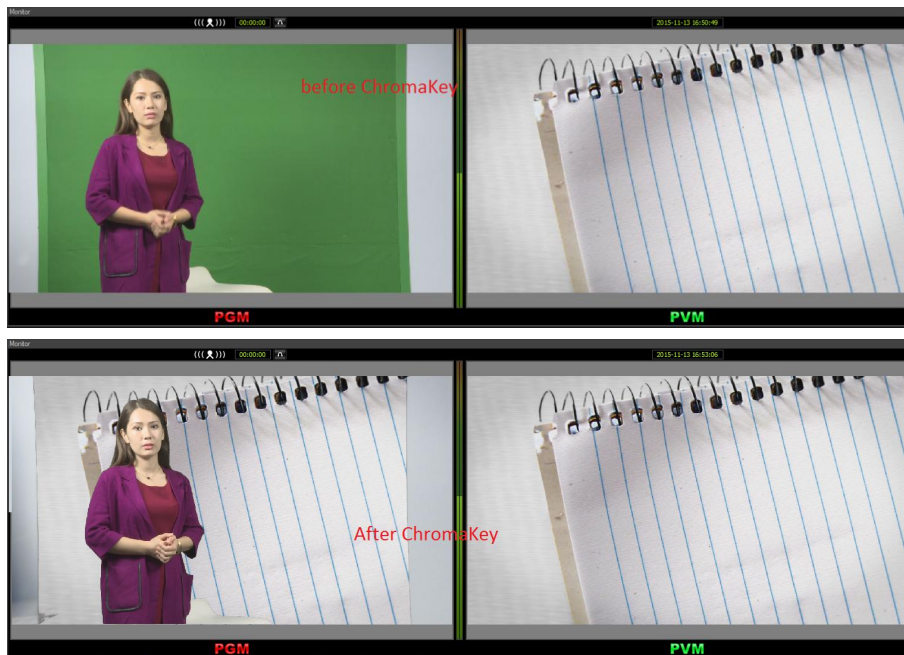 Monitor
((( ))) 00:00:00
2015-11-13 16:50:49
before ChromaKey
PGM
PVM
Monitor
((( ))) 00:00:00
2015-11-13 16:53:06
After ChromaKey
PGM
PVM